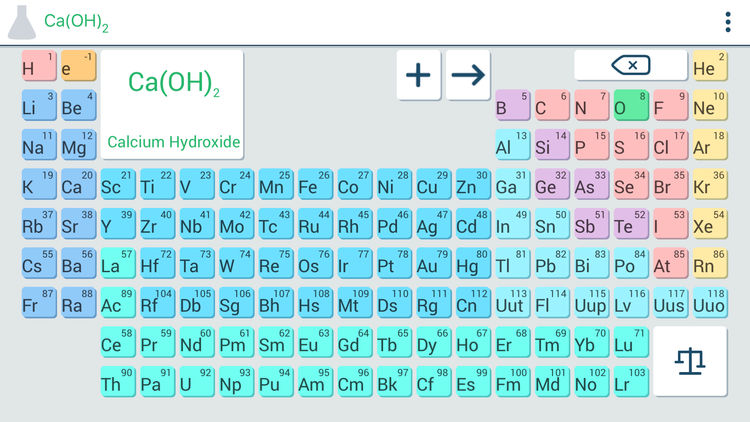 Ca(OH)₂
H 1 e -1 Ca(OH)₂ + → He 2
Li 3 Be 4 B 5 C 6 N 7 O 8 F 9 Ne 10
Calcium Hydroxide
Na 11 Mg 12 Al 13 Si 14 P 15 S 16 Cl 17 Ar 18
K 19 Ca 20 Sc 21 Ti 22 V 23 Cr 24 Mn 25 Fe 26 Co 27 Ni 28 Cu 29 Zn 30 Ga 31 Ge 32 As 33 Se 34 Br 35 Kr 36
Rb 37 Sr 38 Y 39 Zr 40 Nb 41 Mo 42 Tc 43 Ru 44 Rh 45 Pd 46 Ag 47 Cd 48 In 49 Sn 50 Sb 51 Te 52 I 53 Xe 54
Cs 55 Ba 56 La 57 Hf 72 Ta 73 W 74 Re 75 Os 76 Ir 77 Pt 78 Au 79 Hg 80 Tl 81 Pb 82 Bi 83 Po 84 At 85 Rn 86
Fr 87 Ra 88 Ac 89 Rf 104 Db 105 Sg 106 Bh 107 Hs 108 Mt 109 Ds 110 Rg 111 Cn 112 Uut 113 Fl 114 Uup 115 Lv 116 Uus 117 Uuo 118
Ce 58 Pr 59 Nd 60 Pm 61 Sm 62 Eu 63 Gd 64 Tb 65 Dy 66 Ho 67 Er 68 Tm 69 Yb 70 Lu 71
Th 90 Pa 91 U 92 Np 93 Pu 94 Am 95 Cm 96 Bk 97 Cf 98 Es 99 Fm 100 Md 101 No 102 Lr 103